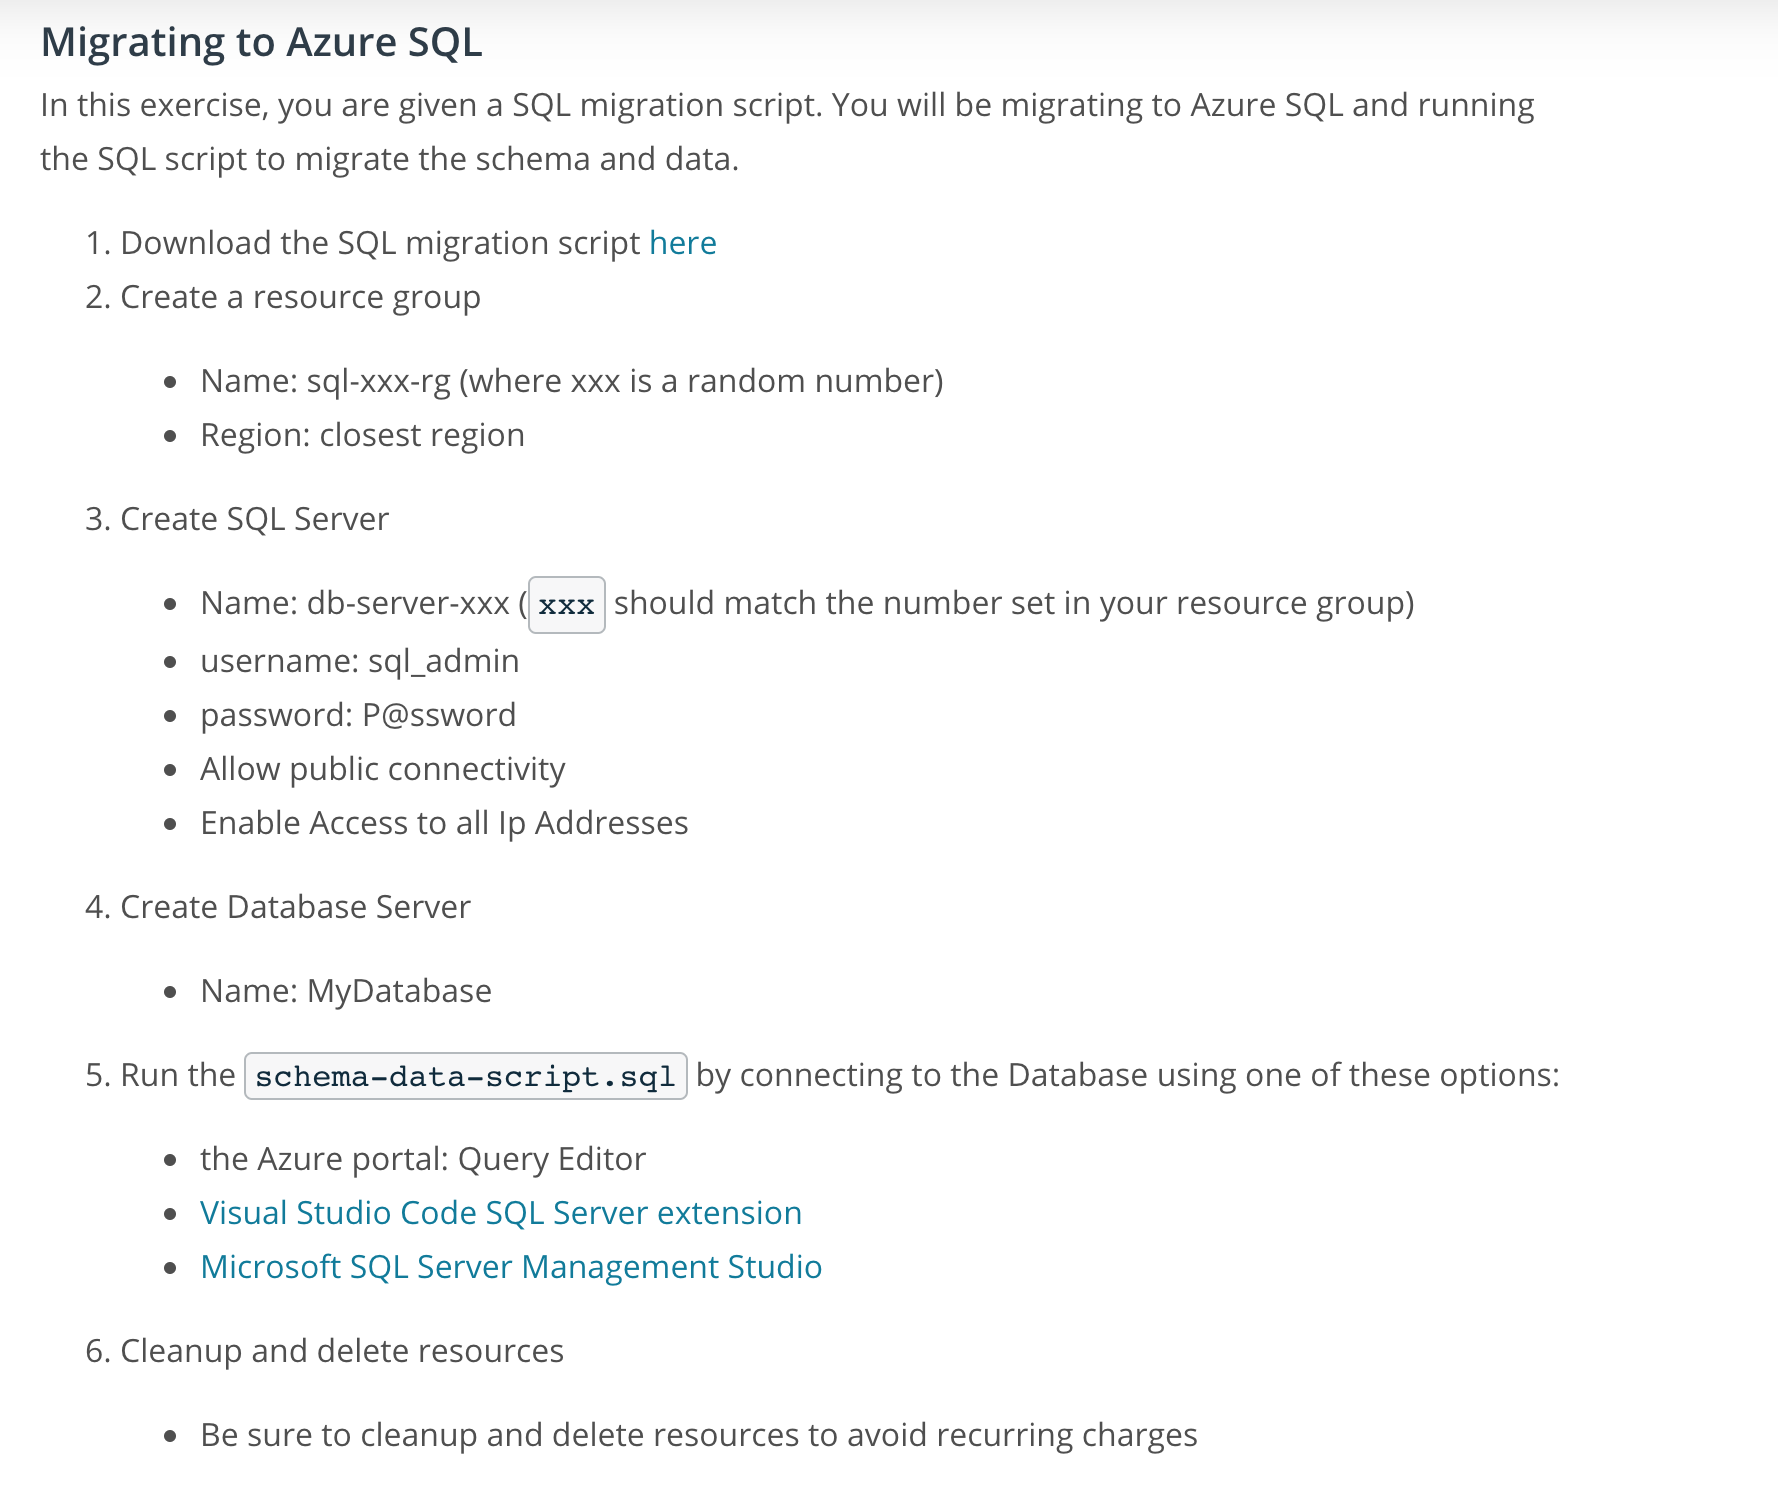 Migrating to Azure SQL
In this exercise, you are given a SQL migration script. You will be migrating to Azure SQL and running
the SQL script to migrate the schema and data.
1. Download the SQL migration script here
2. Create a resource group
• Name: sql-xxx-rg (where xxx is a random number)
• Region: closest region
3. Create SQL Server
• Name: db-server-xxx ( xxx should match the number set in your resource group)
• username: sql_admin
• password: P@ssword
• Allow public connectivity
• Enable Access to all Ip Addresses
4. Create Database Server
• Name: MyDatabase
5. Run the schema-data-script.sql by connecting to the Database using one of these options:
• the Azure portal: Query Editor
• Visual Studio Code SQL Server extension
• Microsoft SQL Server Management Studio
6. Cleanup and delete resources
• Be sure to cleanup and delete resources to avoid recurring charges